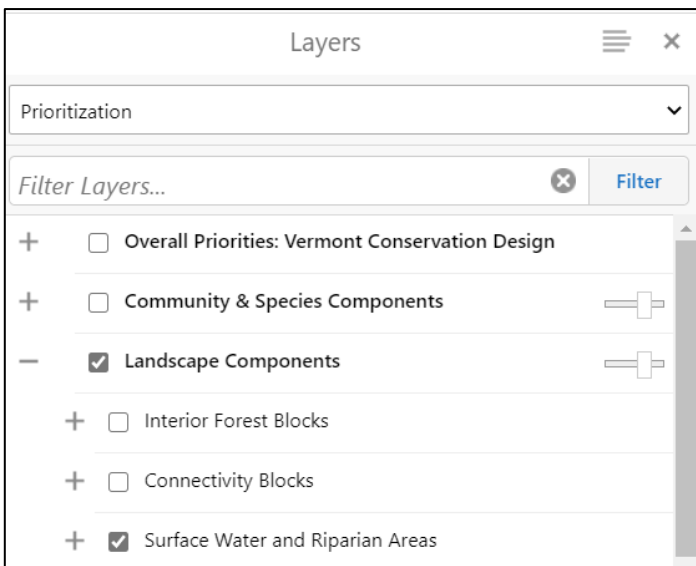 Layers
Prioritization
Filter Layers...
Filter
Overall Priorities: Vermont Conservation Design
Community & Species Components
Landscape Components
Interior Forest Blocks
Connectivity Blocks
Surface Water and Riparian Areas